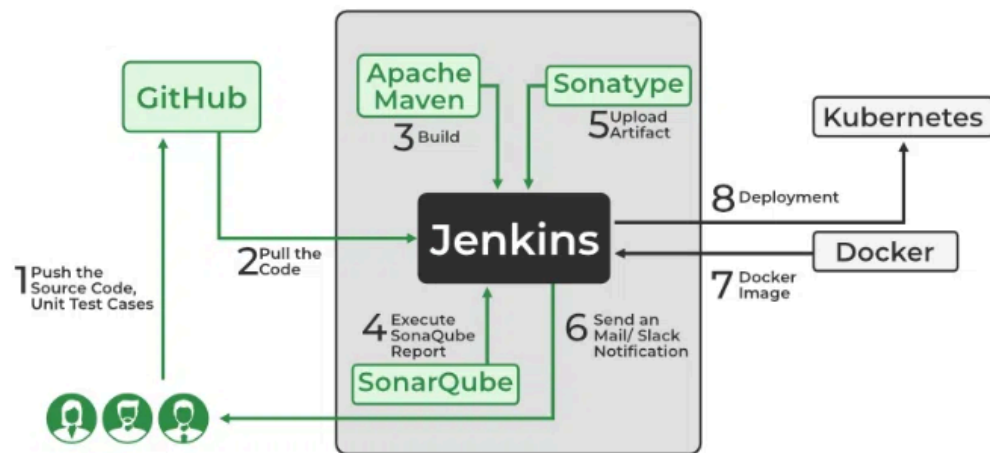 GitHub
Apache
Maven
3 Build
Sonatype
5 Upload
Artifact
Kubernetes
8 Deployment
Jenkins
Docker
7 Docker
Image
2 Pull the
Code
1 Push the
Source Code,
Unit Test Cases
4 Execute
SonaQube
Report
SonarQube
6 Send an
Mail/ Slack
Notification